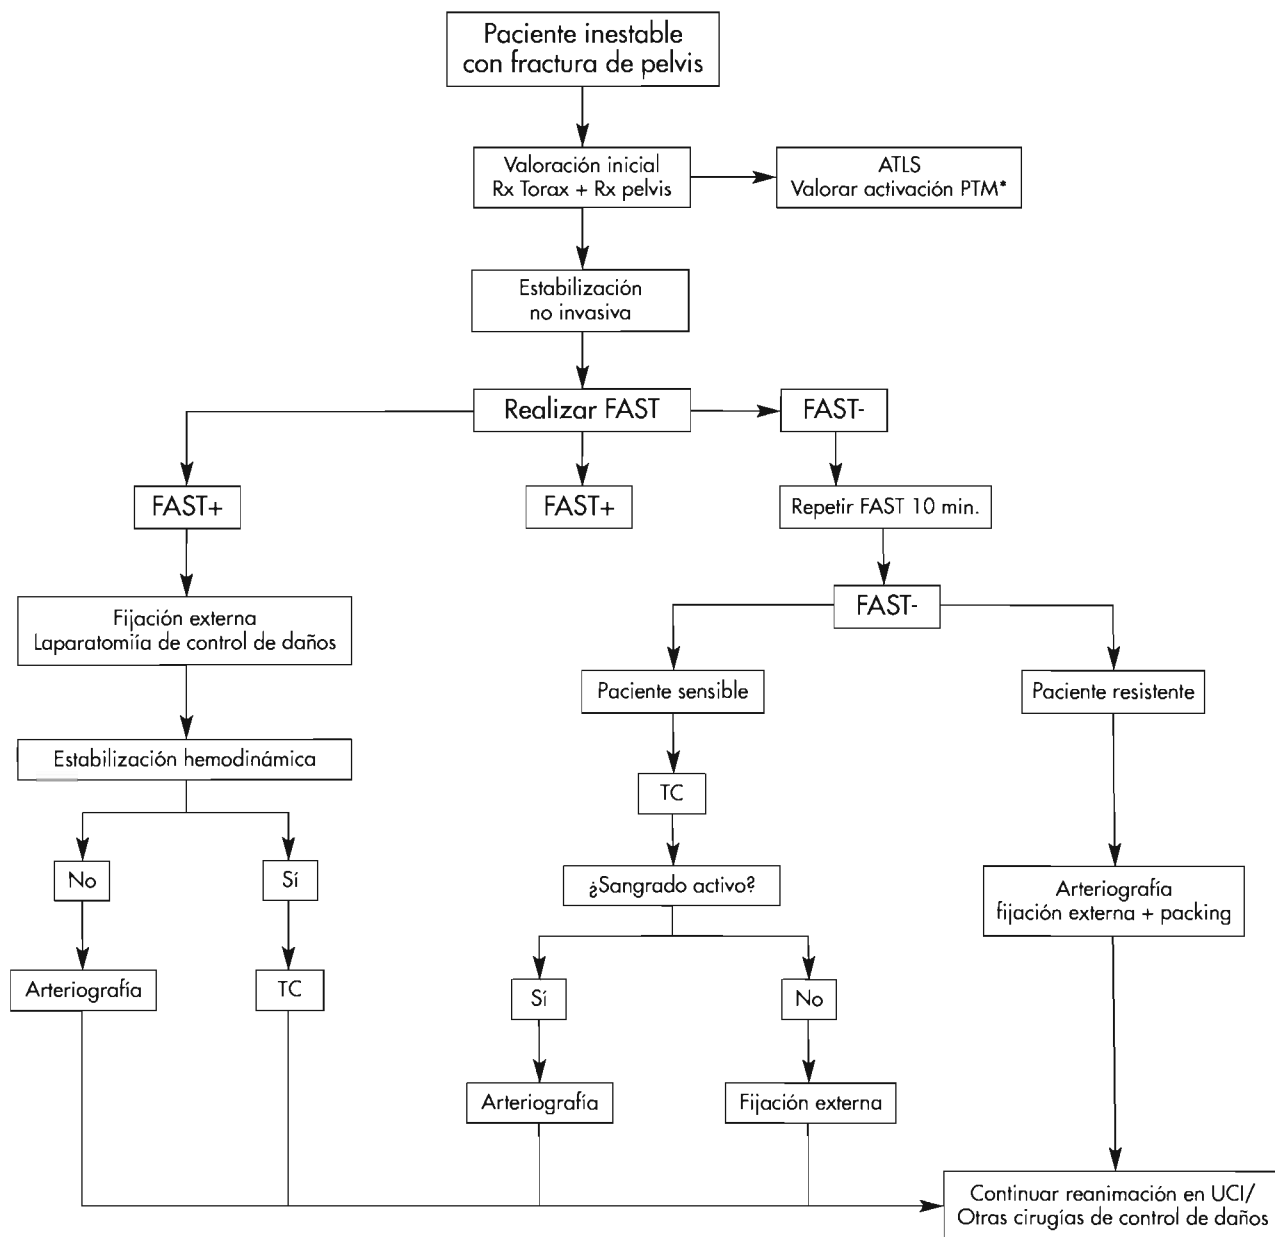 Paciente inestable
con fractura de pelvis
Valoración inicial
Rx Torax + Rx pelvis
ATLS
Valorar activación PTM*
Estabilización
no invasiva
Realizar FAST
FAST-
FAST+
FAST+
Repetir FAST 10 min.
Fijación externa
Laparatomiía de control de daños
FAST-
Paciente sensible
Paciente resistente
Estabilización hemodinámica
TC
No
Sí
¿Sangrado activo?
Arteriografía
fijación externa + packing
Arteriografía
TC
Sí
No
Arteriografía
Fijación externa
Continuar reanimación en UCI/
Otras cirugías de control de daños